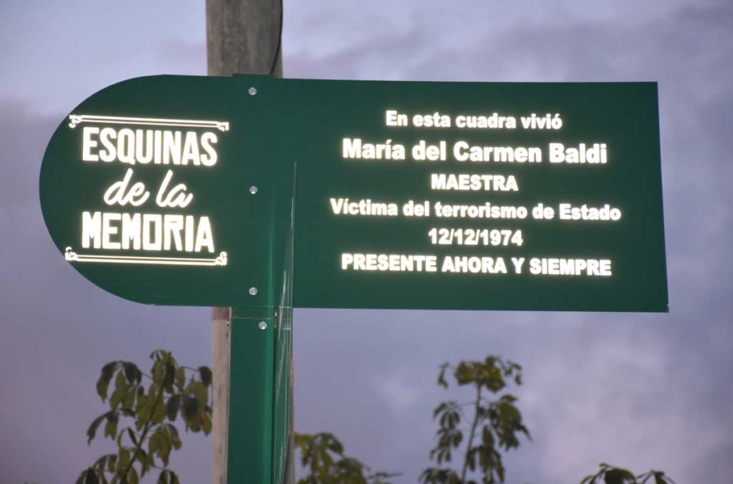 ESQUINAS
de la
MEMORIA
En esta cuadra vivió
María del Carmen Baldi
MAESTRA
Víctima del terrorismo de Estado
12/12/1974
PRESENTE AHORA Y SIEMPRE